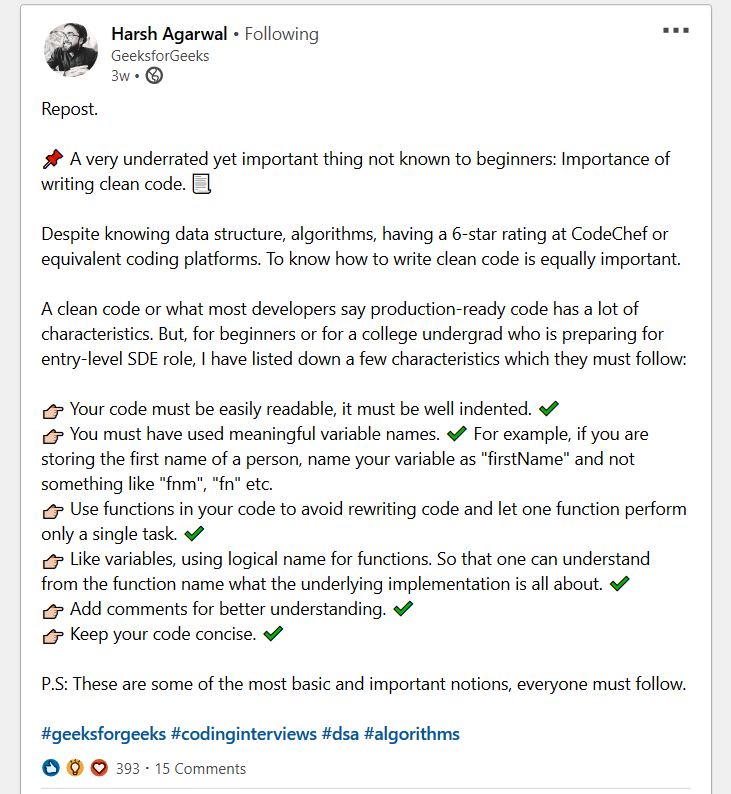 Harsh Agarwal • Following
GeeksforGeeks
3w •
Repost.
📌 A very underrated yet important thing not known to beginners: Importance of
writing clean code. 📃
Despite knowing data structure, algorithms, having a 6-star rating at CodeChef or
equivalent coding platforms. To know how to write clean code is equally important.
A clean code or what most developers say production-ready code has a lot of
characteristics. But, for beginners or for a college undergrad who is preparing for
entry-level SDE role, I have listed down a few characteristics which they must follow:
👉 Your code must be easily readable, it must be well indented. ✔
👉 You must have used meaningful variable names. ✔ For example, if you are
storing the first name of a person, name your variable as "firstName" and not
something like "fnm", "fn" etc.
👉 Use functions in your code to avoid rewriting code and let one function perform
only a single task. ✔
👉 Like variables, using logical name for functions. So that one can understand
from the function name what the underlying implementation is all about. ✔
👉 Add comments for better understanding. ✔
👉 Keep your code concise. ✔
P.S: These are some of the most basic and important notions, everyone must follow.
#geeksforgeeks #codinginterviews #dsa #algorithms
393 · 15 Comments